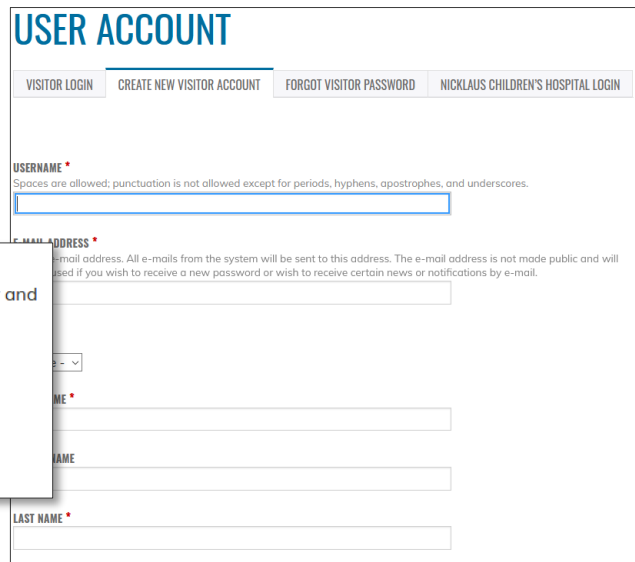 USER ACCOUNT
VISITOR LOGIN CREATE NEW VISITOR ACCOUNT FORGOT VISITOR PASSWORD NICKLAUS CHILDREN'S HOSPITAL LOGIN
USERNAME *
Spaces are allowed; punctuation is not allowed except for periods, hyphens, apostrophes, and underscores.
ADDRESS *
-mail address. All e-mails from the system will be sent to this address. The e-mail address is not made public and will
used if you wish to receive a new password or wish to receive certain news or notifications by e-mail.
and
e -
ME *
NAME
LAST NAME *